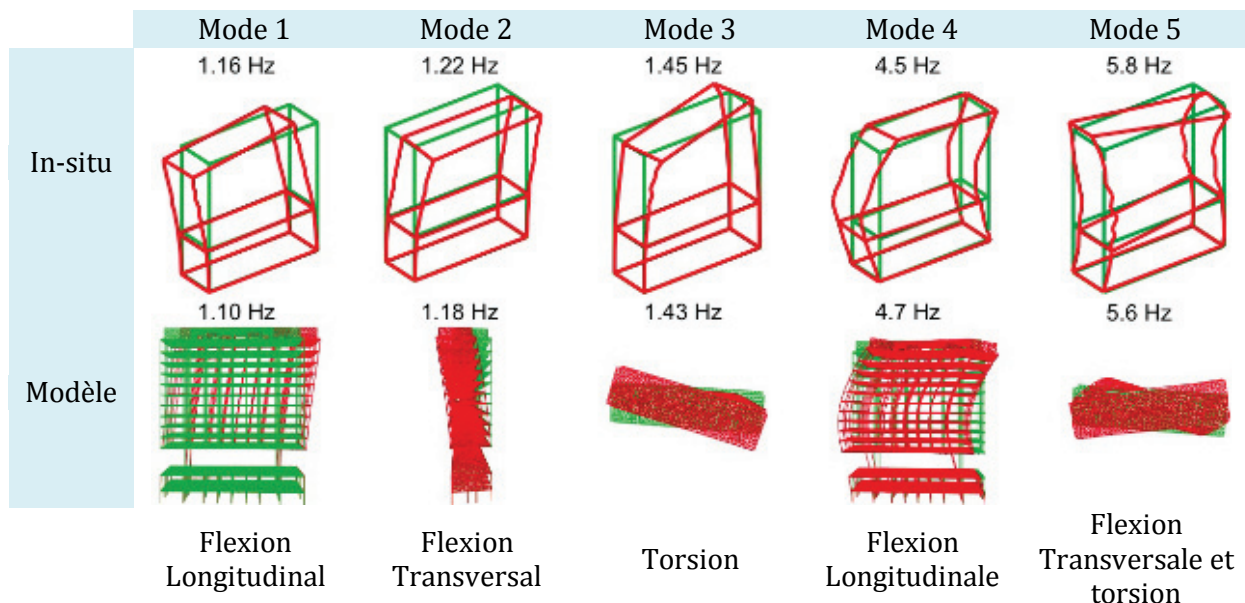 Mode 1 Mode 2 Mode 3 Mode 4 Mode 5
In-situ
1.16 Hz 1.22 Hz 1.45 Hz 4.5 Hz 5.8 Hz
Modèle
1.10 Hz 1.18 Hz 1.43 Hz 4.7 Hz 5.6 Hz
Flexion
Longitudinal
Flexion
Transversal
Torsion
Flexion
Longitudinale
Flexion
Transversale et
torsion